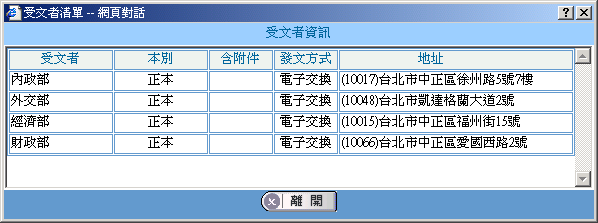 受文者清單 -- 網頁對話
受文者資訊
受文者 本別 含附件 發文方式 地址
內政部 正本 電子交換 (10017)台北市中正區徐州路5號7樓
外交部 正本 電子交換 (10048)台北市凱達格蘭大道2號
經濟部 正本 電子交換 (10015)台北市中正區福州街15號
財政部 正本 電子交換 (10066)台北市中正區愛國西路2號
離 開